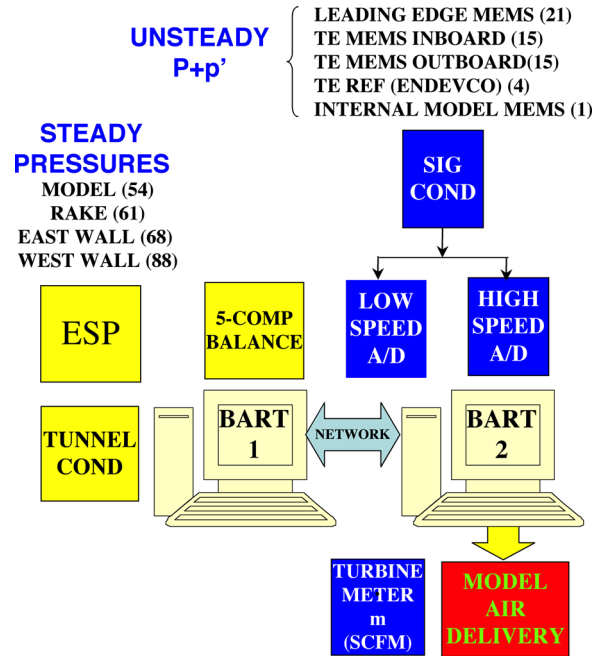 UNSTEADY
P+p’
LEADING EDGE MEMS (21)
TE MEMS INBOARD (15)
TE MEMS OUTBOARD(15)
TE REF (ENDEVCO) (4)
INTERNAL MODEL MEMS (1)
STEADY
PRESSURES
MODEL (54)
RAKE (61)
EAST WALL (68)
WEST WALL (88)
SIG
COND
ESP
5-COMP
BALANCE
LOW
SPEED
A/D
HIGH
SPEED
A/D
TUNNEL
COND
BART
1
NETWORK
BART
2
TURBINE
METER
m
(SCFM)
MODEL
AIR
DELIVERY